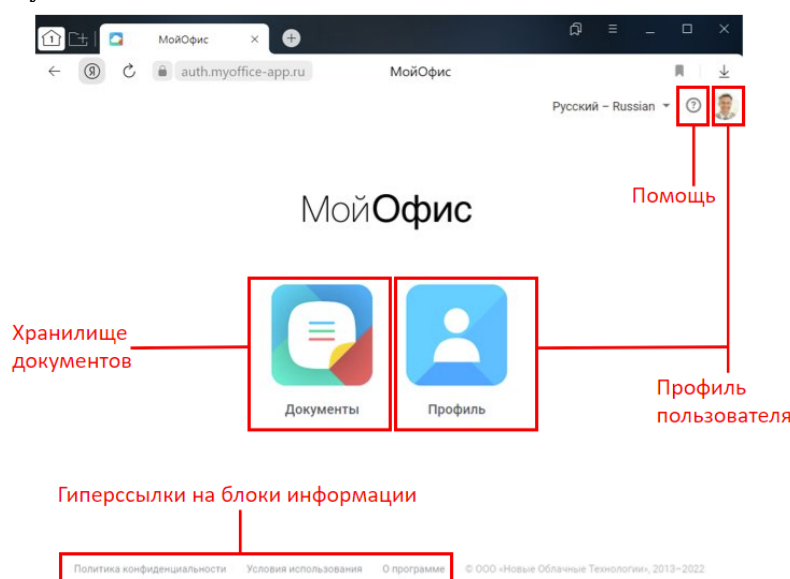 МойОфис
auth.myoffice-app.ru МойОфис
Русский – Russian
Помощь
МойОфис
Хранилище
документов
Документы Профиль
Профиль
пользователя
Гиперссылки на блоки информации
Политика конфиденциальности Условия использования О программе © ООО «Новые Облачные Технологии», 2013–2022